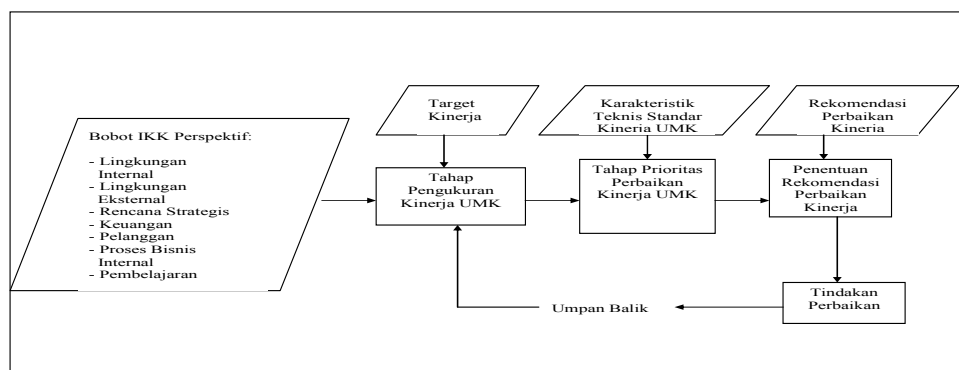 Bobot IKK Perspektif:
- Lingkungan
Internal
- Lingkungan
Eksternal
- Rencana Strategis
- Keuangan
- Pelanggan
- Proses Bisnis
Internal
- Pembelajaran
Target
Kinerja
Karakteristik
Teknis Standar
Kinerja UMK
Rekomendasi
Perbaikan
Kinerja
Tahap
Pengukuran
Kinerja UMK
Tahap Prioritas
Perbaikan
Kinerja UMK
Penentuan
Rekomendasi
Perbaikan
Kinerja
Tindakan
Perbaikan
Umpan Balik